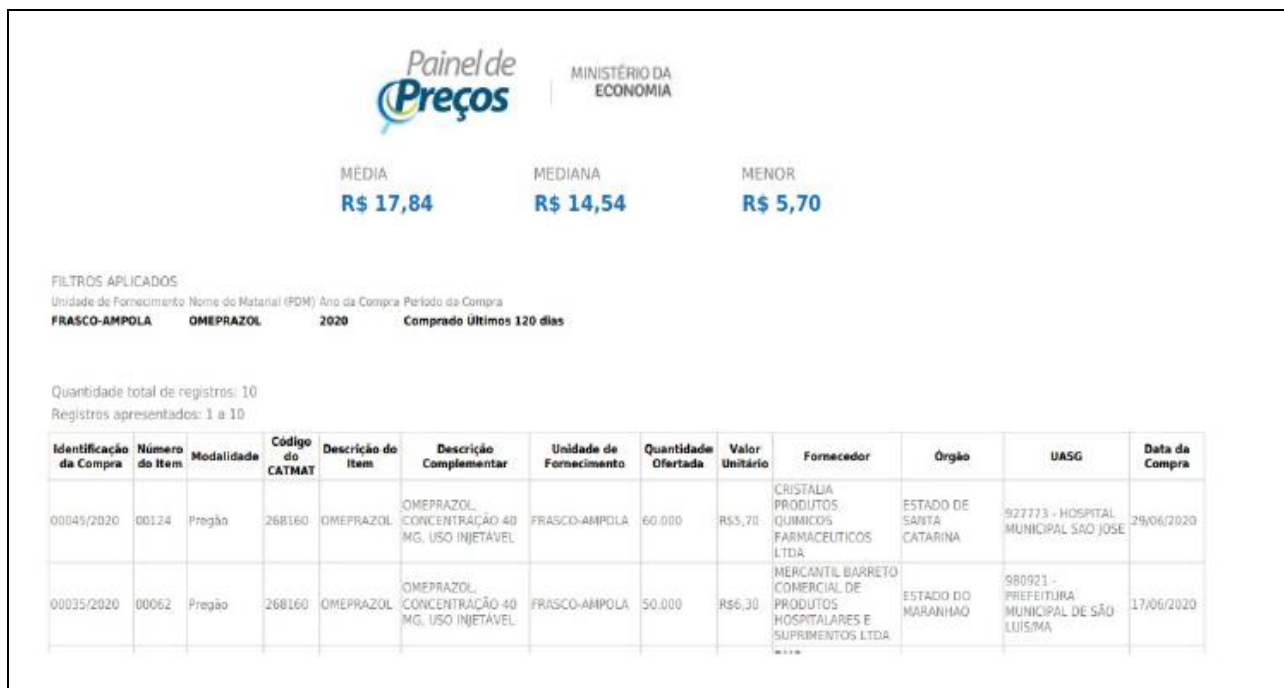 Painel de
Preços
MINISTÉRIO DA
ECONOMIA
MÉDIA MEDIANA MENOR
R$ 17,84 R$ 14,54 R$ 5,70
FILTROS APLICADOS
Unidade de Fornecimento Nome do Material (PDM) Ano da Compra Período da Compra
FRASCO-AMPOLA OMEPRAZOL 2020 Comprado Últimos 120 dias
Quantidade total de registros: 10
Registros apresentados: 1 a 10
Identificação da Compra Número do Item Modalidade Código do CATMAT Descrição do Item Descrição Complementar Unidade de Fornecimento Quantidade Ofertada Valor Unitário Fornecedor Órgão UASG Data da Compra
00045/2020 00124 Pregão 268160 OMEPRAZOL OMEPRAZOL, CONCENTRAÇÃO 40 MG, USO INJETÁVEL FRASCO-AMPOLA 60.000 R$5,70 CRISTALIA PRODUTOS QUIMICOS FARMACEUTICOS LTDA ESTADO DE SANTA CATARINA 927773 - HOSPITAL MUNICIPAL SAO JOSE 29/06/2020
00035/2020 00062 Pregão 268160 OMEPRAZOL OMEPRAZOL, CONCENTRAÇÃO 40 MG, USO INJETÁVEL FRASCO-AMPOLA 50.000 R$6,30 MERCANTIL BARRETO COMERCIAL DE PRODUTOS HOSPITALARES E SUPRIMENTOS LTDA ESTADO DO MARANHAO 980921 - PREFEITURA MUNICIPAL DE SÃO LUÍS/MA 17/06/2020